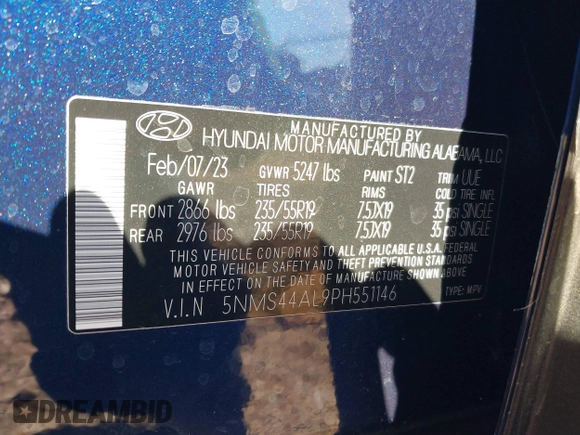 MANUFACTURED BY
HYUNDAI MOTOR MANUFACTURING ALABAMA, LLC
Feb/07/23 GVWR 5247 lbs PAINT ST2 TRIM UUE
GAWR TIRES RIMS COLD TIRE INFL
FRONT 2866 lbs 235/55R19 7.5JX19 35 psi SINGLE
REAR 2976 lbs 235/55R19 7.5JX19 35 psi SINGLE
THIS VEHICLE CONFORMS TO ALL APPLICABLE U.S.A. FEDERAL
MOTOR VEHICLE SAFETY AND THEFT PREVENTION STANDARDS
IN EFFECT ON THE DATE OF MANUFACTURE SHOWN ABOVE
V.I.N 5NMS44AL9PH551146 TYPE: MPV
DREAMBID